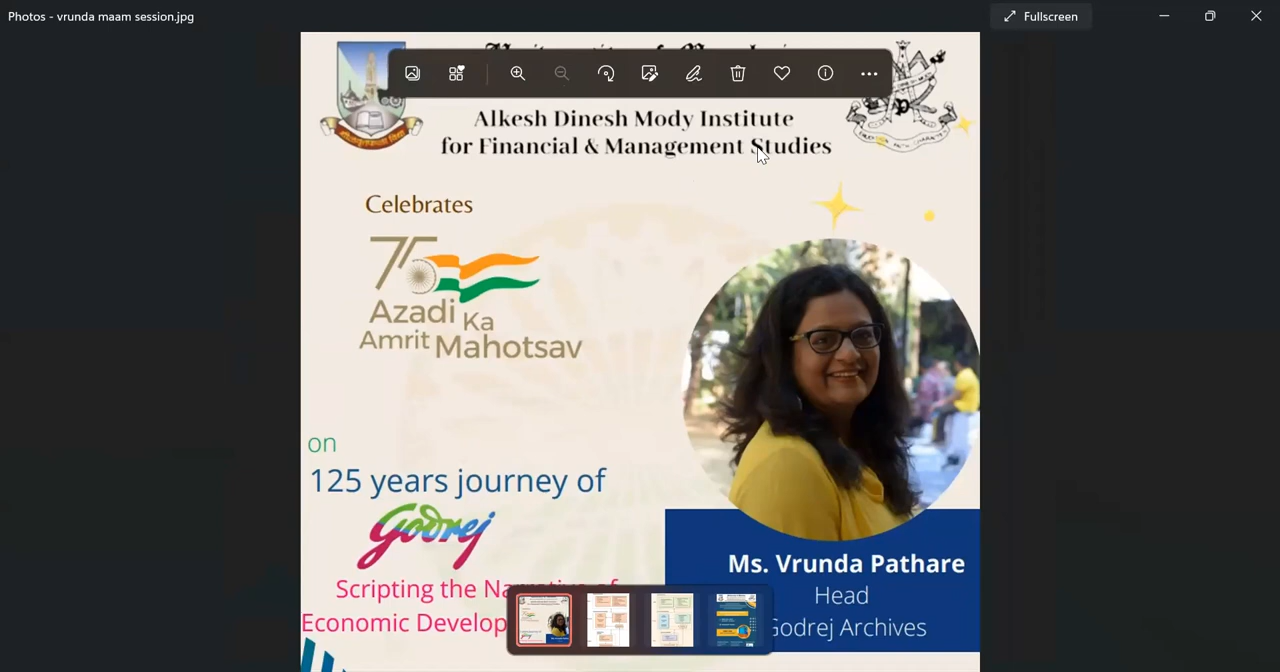 Photos - vrunda maam session.jpg
Fullscreen
Alkesh Dinesh Mody Institute
for Financial & Management Studies
Celebrates
75
Azadi Ka
Amrit Mahotsav
on
125 years journey of
Godrej
Scripting the
Economic
Ms. Vrunda Pathare
Head
Godrej Archives